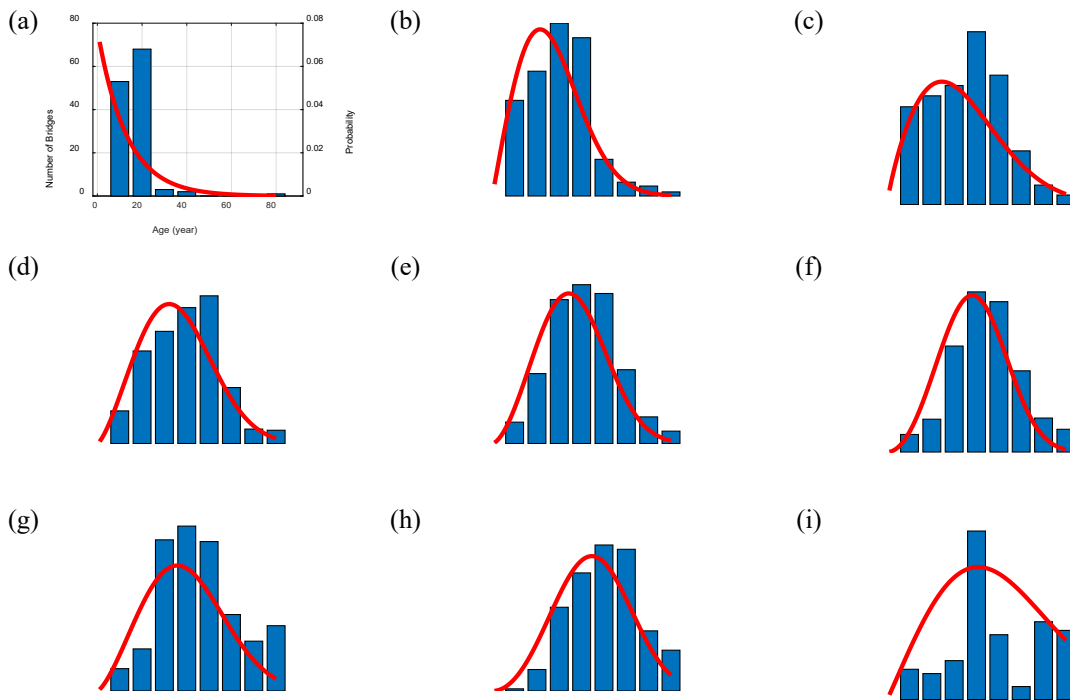 (a)
(b)
(c)
80
60
40
20
0
0.08
0.06
0.04
0.02
0
Number of Bridges
Probability
0
20
40
60
80
Age (year)
(d)
(e)
(f)
(g)
(h)
(i)